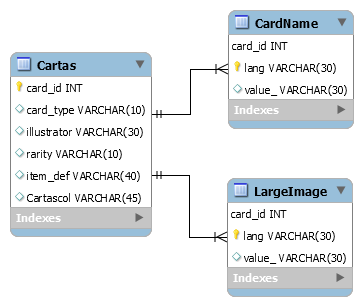 Cartas
card_id INT
card_type VARCHAR(10)
illustrator VARCHAR(30)
rarity VARCHAR(10)
item_def VARCHAR(40)
Cartascol VARCHAR(45)
Indexes
CardName
card_id INT
lang VARCHAR(30)
value_ VARCHAR(30)
Indexes
LargeImage
card_id INT
lang VARCHAR(30)
value_ VARCHAR(30)
Indexes